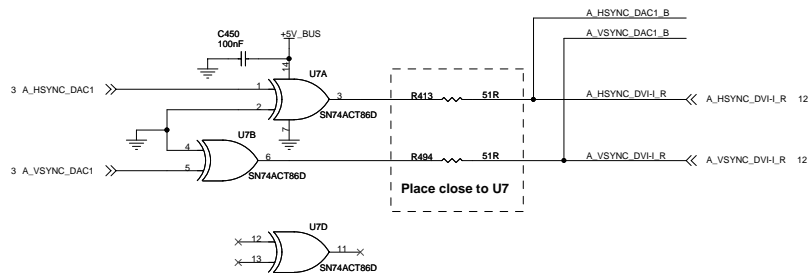 A_HSYNC_DAC1_B
A_VSYNC_DAC1_B
C450
100nF
+5V_BUS
14
U7A
3 A_HSYNC_DAC1
1
2
3
SN74ACT86D
7
R413 51R
A_HSYNC_DVI-I_R
A_HSYNC_DVI-I_R 12
U7B
4
5
6
3 A_VSYNC_DAC1
SN74ACT86D
R494 51R
A_VSYNC_DVI-I_R
A_VSYNC_DVI-I_R 12
Place close to U7
U7D
12
13
11
SN74ACT86D